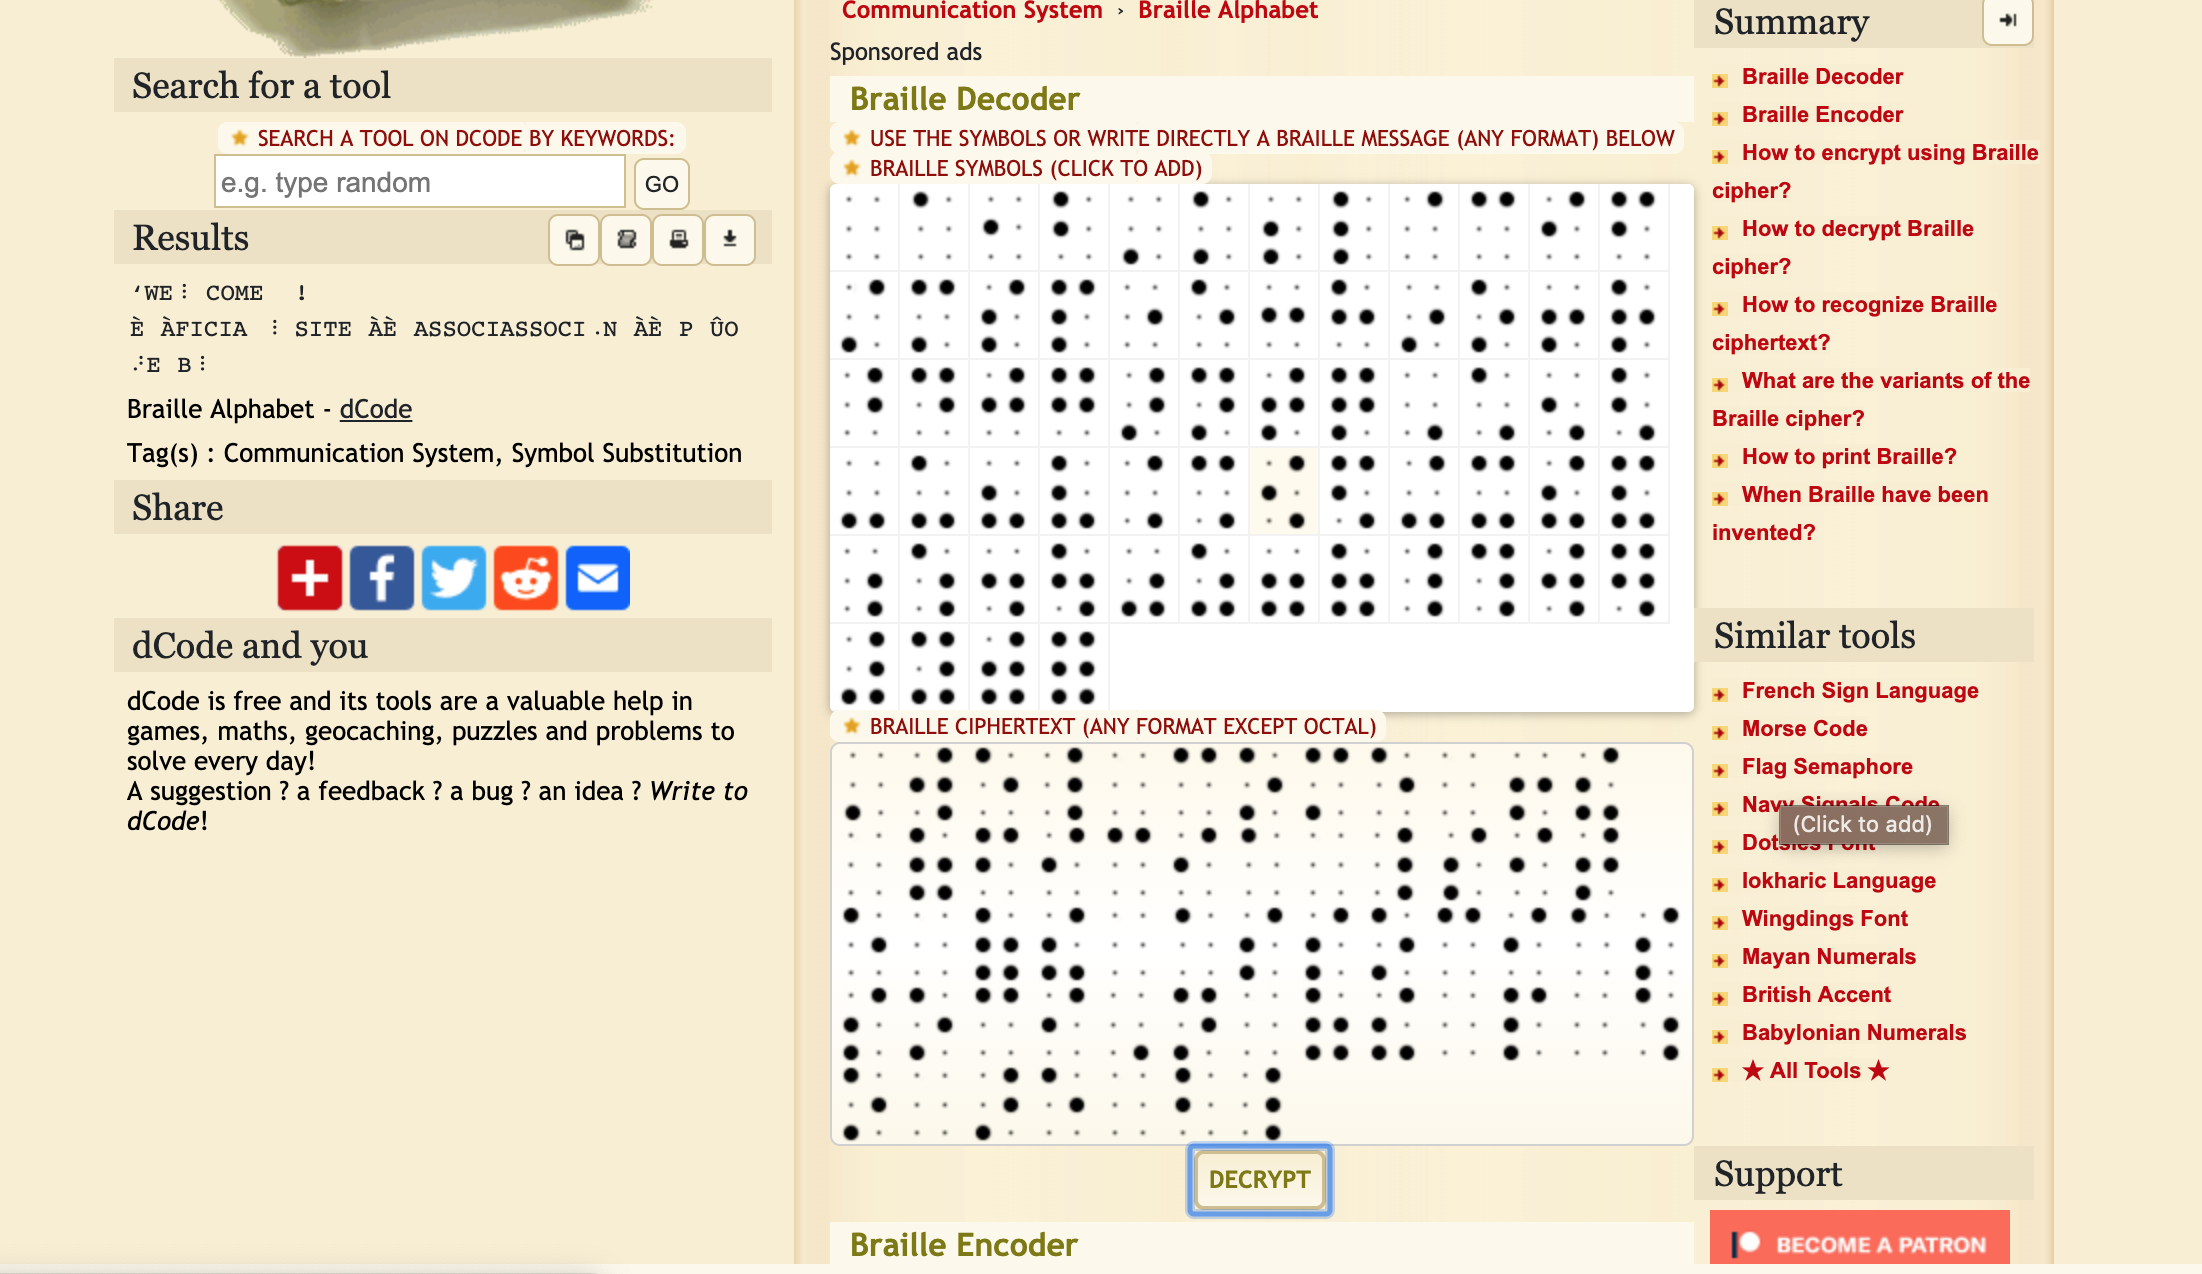 Communication System › Braille Alphabet
Sponsored ads
Search for a tool
SEARCH A TOOL ON DCODE BY KEYWORDS:
e.g. type random
GO
Results
‘WE⡇COME !
È ÀFICIA ⡇SITE ÀÈ ASSOCIASSOCI.N ÀÈ P ÛO
⠜E B⡇
Braille Alphabet - dCode
Tag(s) : Communication System, Symbol Substitution
Share
dCode and you
dCode is free and its tools are a valuable help in
games, maths, geocaching, puzzles and problems to
solve every day!
A suggestion ? a feedback ? a bug ? an idea ? Write to
dCode!
Braille Decoder
USE THE SYMBOLS OR WRITE DIRECTLY A BRAILLE MESSAGE (ANY FORMAT) BELOW
BRAILLE SYMBOLS (CLICK TO ADD)
BRAILLE CIPHERTEXT (ANY FORMAT EXCEPT OCTAL)
DECRYPT
Braille Encoder
Summary
Braille Decoder
Braille Encoder
How to encrypt using Braille
cipher?
How to decrypt Braille
cipher?
How to recognize Braille
ciphertext?
What are the variants of the
Braille cipher?
How to print Braille?
When Braille have been
invented?
Similar tools
French Sign Language
Morse Code
Flag Semaphore
Navy Signals Code
(Click to add)
Dotsies Font
Iokharic Language
Wingdings Font
Mayan Numerals
British Accent
Babylonian Numerals
★ All Tools ★
Support
BECOME A PATRON